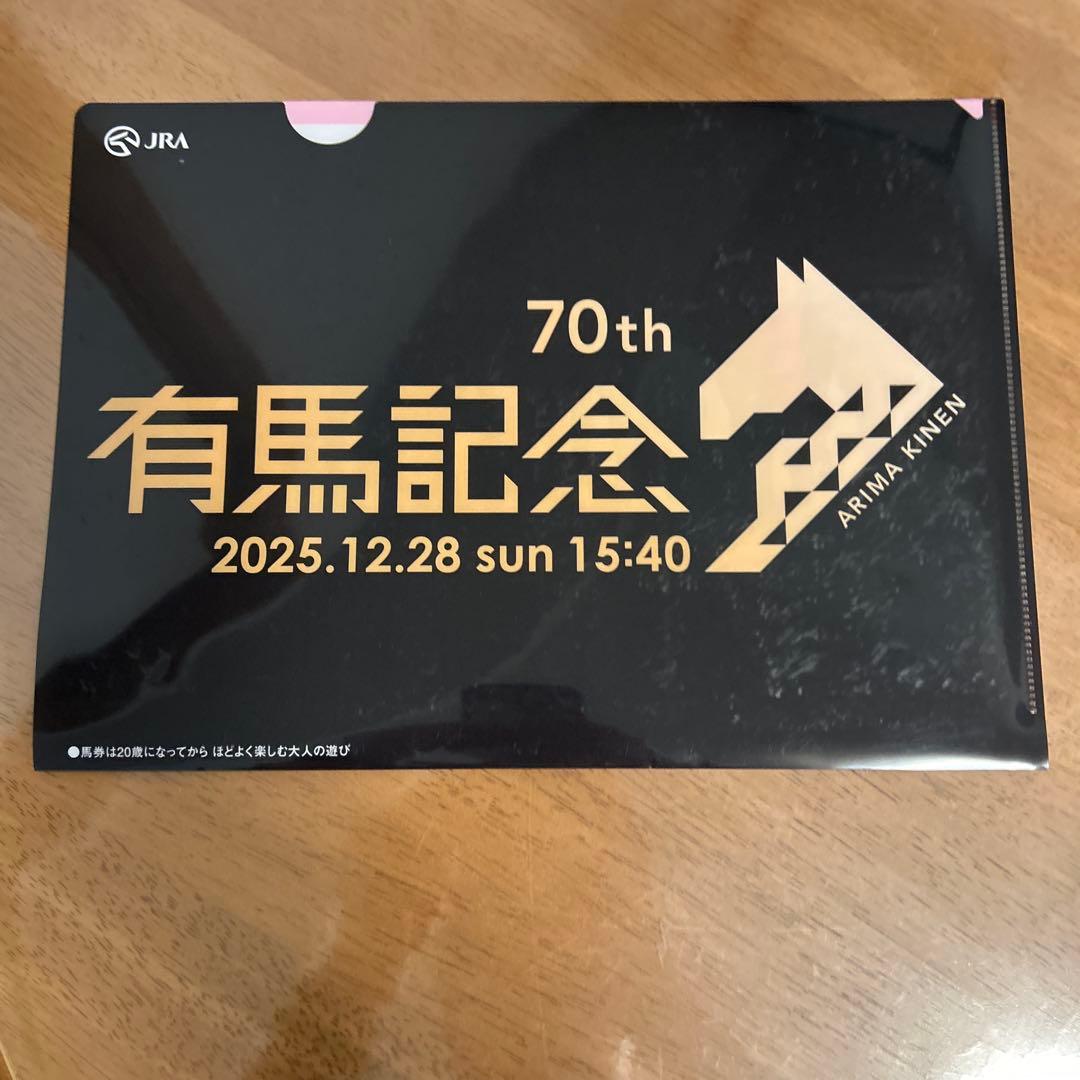 JRA
70th
有馬記念
2025.12.28 sun 15:40
ARIMA KINEN
●馬券は20歳になってから ほどよく楽しむ大人の遊び